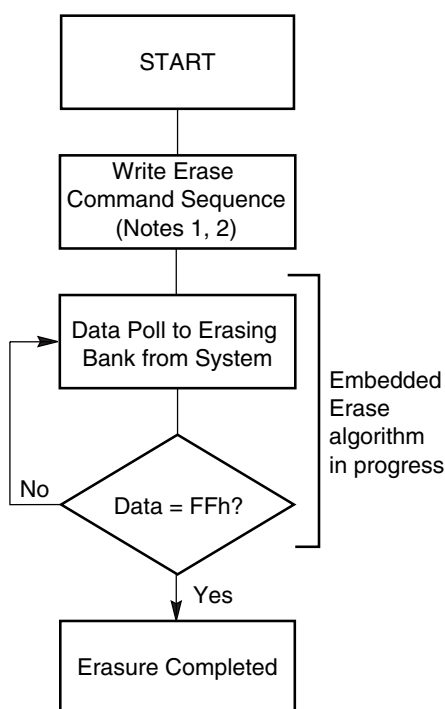 START
Write Erase
Command Sequence
(Notes 1, 2)
Data Poll to Erasing
Bank from System
Embedded
Erase
algorithm
in progress
No
Data = FFh?
Yes
Erasure Completed